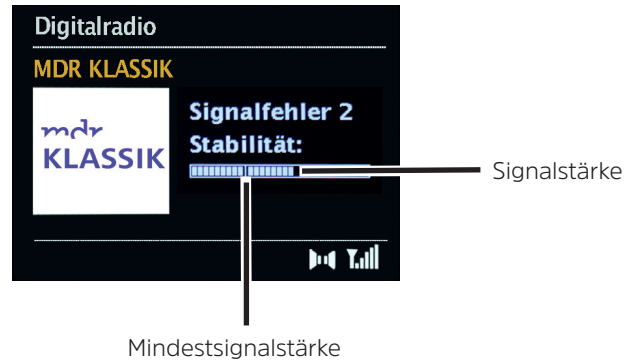 Digitalradio
MDR KLASSIK
mdr
KLASSIK
Signalfehler 2
Stabilität:
Signalstärke
Mindestsignalstärke